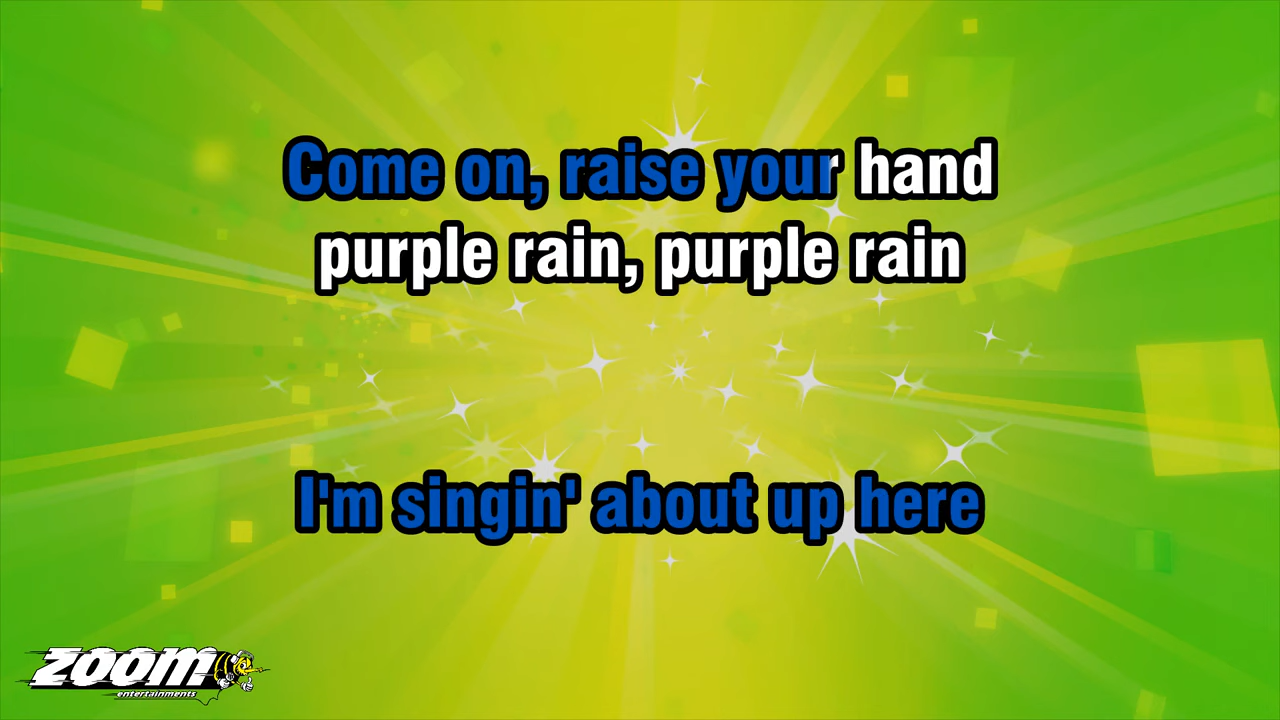 Come on, raise your hand
purple rain, purple rain
I'm singin' about up here
ZOOM
entertainments